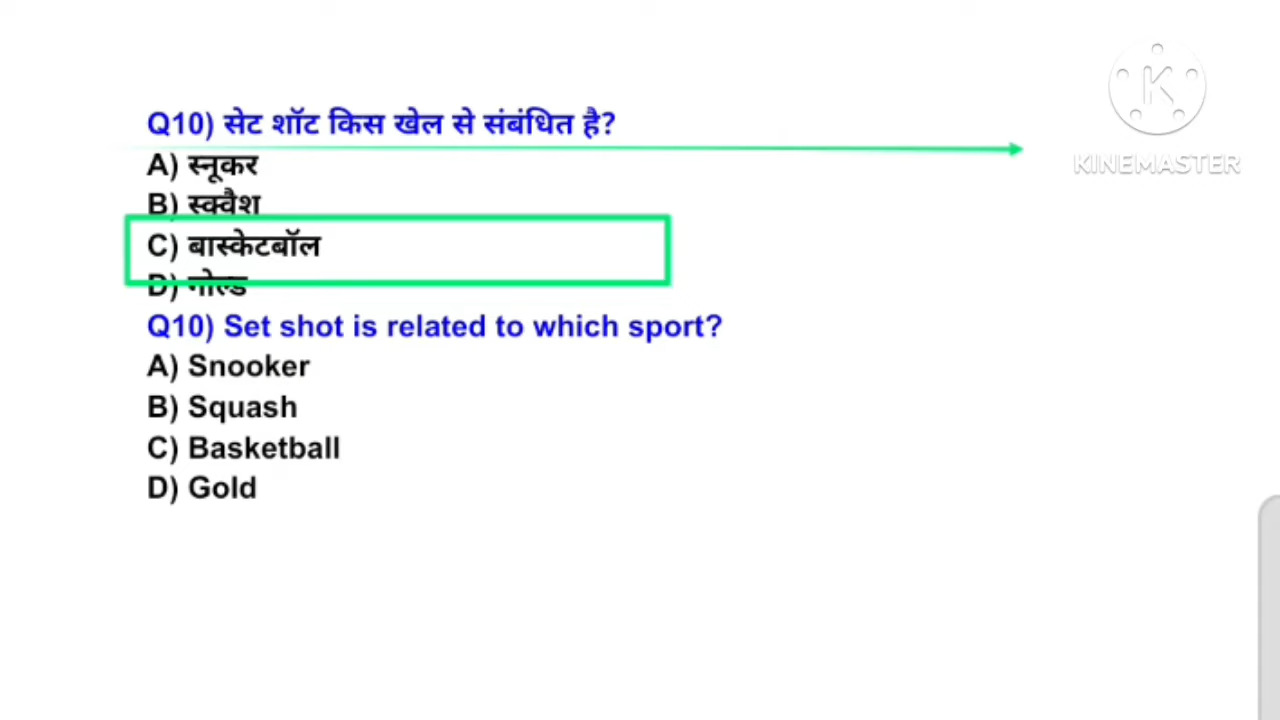 Q10) सेट शॉट किस खेल से संबंधित है?
A) स्नूकर
B) स्क्वैश
C) बास्केटबॉल
D) गोल्ड
Q10) Set shot is related to which sport?
A) Snooker
B) Squash
C) Basketball
D) Gold
K
KINEMASTER